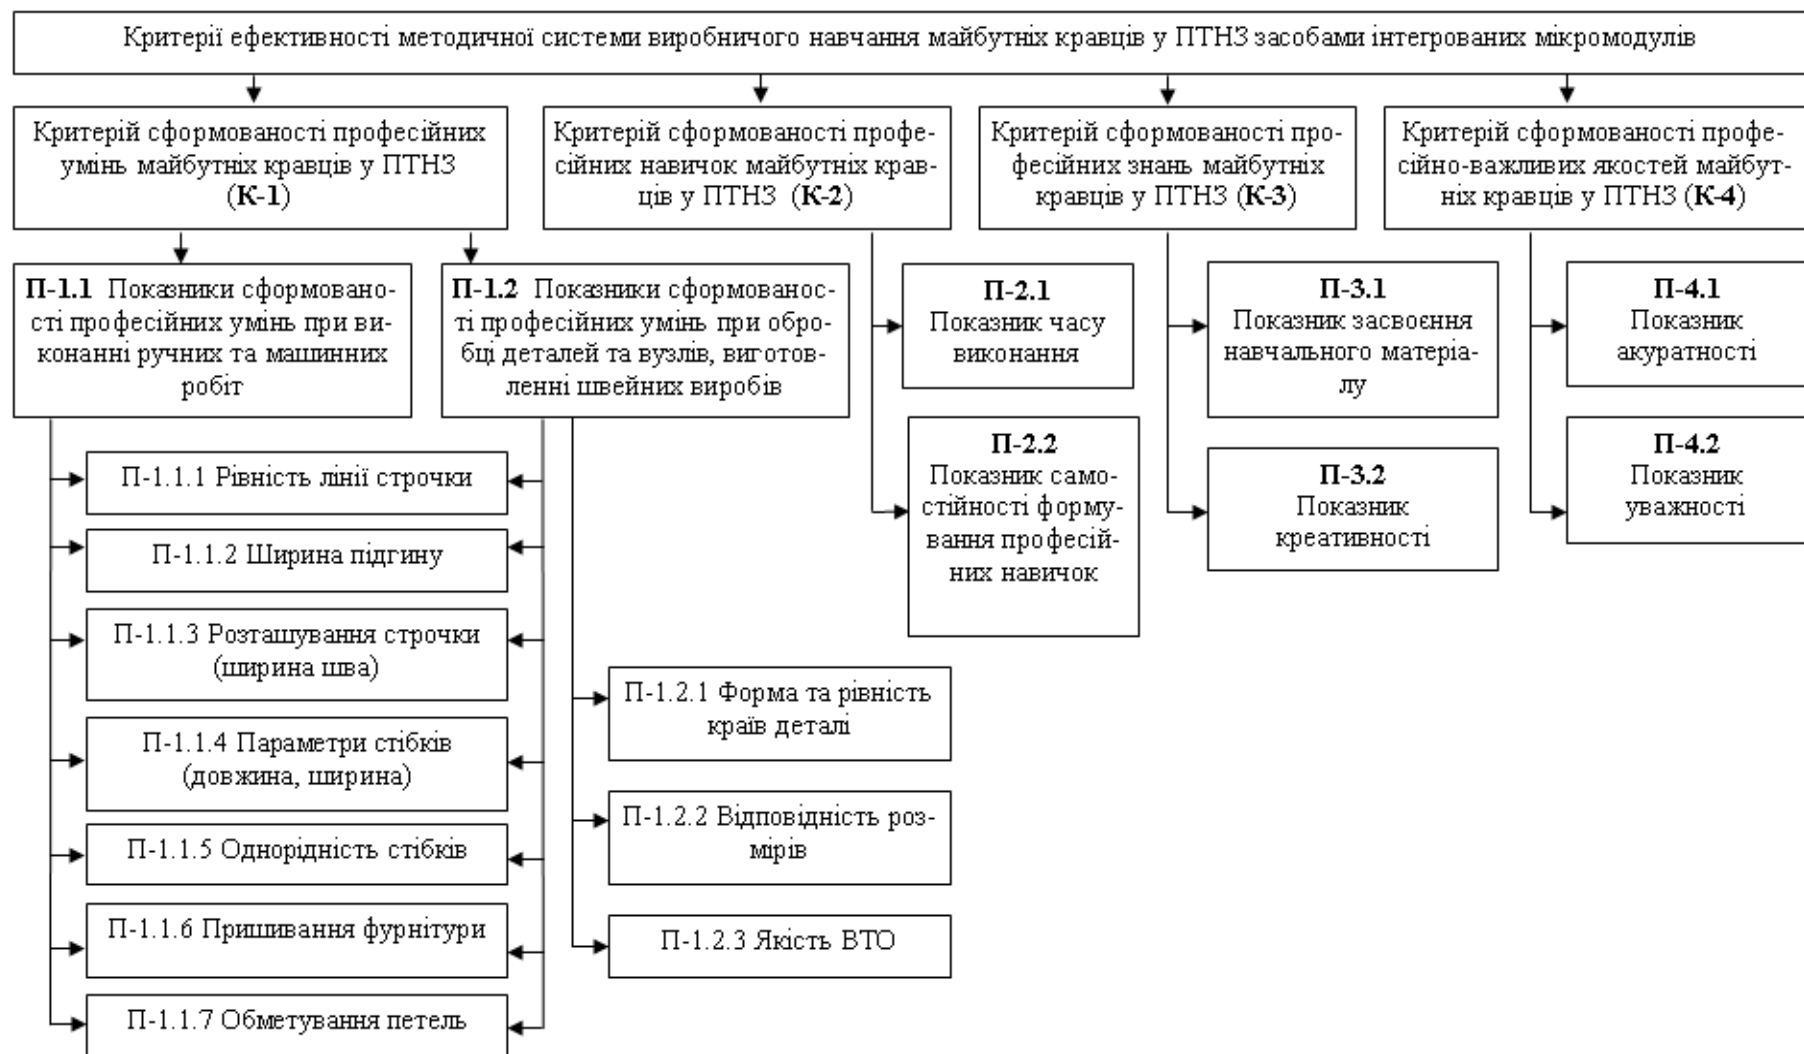 Критерії ефективності методичної системи виробничого навчання майбутніх кравців у ПТНЗ засобами інтегрованих мікромодулів
Критерій сформованості професійних
умінь майбутніх кравців у ПТНЗ
(К-1)
Критерій сформованості профе-
сійних навичок майбутніх крав-
ців у ПТНЗ (К-2)
Критерій сформованості про-
фесійних знань майбутніх
кравців у ПТНЗ (К-3)
Критерій сформованості профе-
сійно-важливих якостей майбут-
ніх кравців у ПТНЗ (К-4)
П-1.1 Показники сформовано-
сті професійних умінь при ви-
конанні ручних та машинних
робіт
П-1.2 Показники сформованос-
ті професійних умінь при обро-
бці деталей та вузлів, виготов-
ленні швейних виробів
П-2.1
Показник часу
виконання
П-3.1
Показник засвоєння
навчального матеріа-
лу
П-4.1
Показник
акуратності
П-2.2
Показник само-
стійності форму-
вання професій-
них навичок
П-3.2
Показник
креативності
П-4.2
Показник
уважності
П-1.1.1 Рівність лінії строчки
П-1.1.2 Ширина підгину
П-1.1.3 Розташування строчки
(ширина шва)
П-1.1.4 Параметри стібків
(довжина, ширина)
П-1.1.5 Однорідність стібків
П-1.1.6 Пришивання фурнітури
П-1.1.7 Обметування петель
П-1.2.1 Форма та рівність
країв деталі
П-1.2.2 Відповідність роз-
мірів
П-1.2.3 Якість ВТО